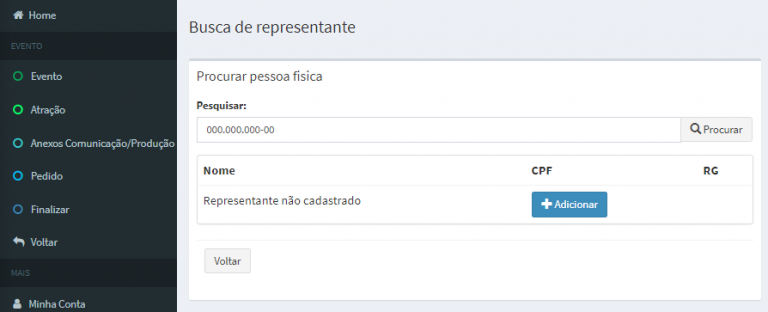 Home
EVENTO
Evento
Atração
Anexos Comunicação/Produção
Pedido
Finalizar
Voltar
MAIS
Minha Conta
Busca de representante
Procurar pessoa fisica
Pesquisar:
000.000.000-00 Procurar
Nome CPF RG
Representante não cadastrado Adicionar
Voltar